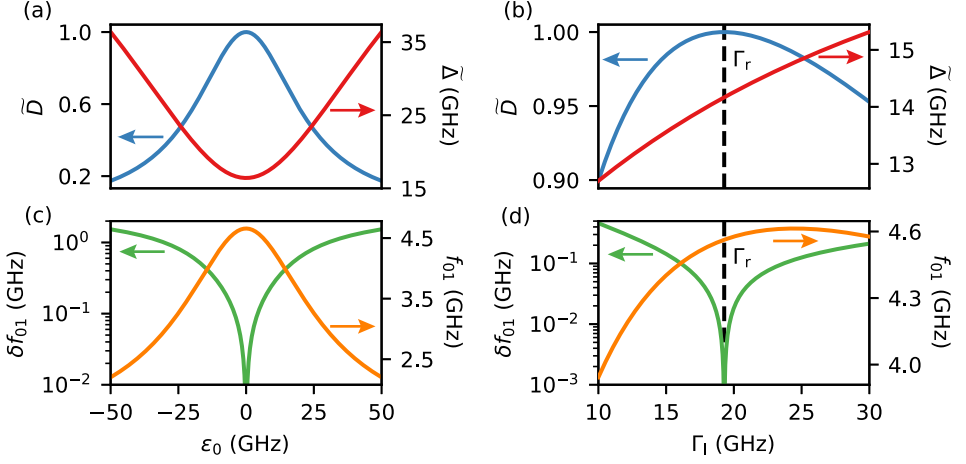 (a)
1.0
0.6
0.2
D̃
35
25
15
Δ̃
(GHz)
(b)
1.00
0.95
0.90
D̃
Γr
15
14
13
Δ̃
(GHz)
(c)
10⁰
10⁻¹
10⁻²
δf₀₁ (GHz)
4.5
3.5
2.5
f₀₁
(GHz)
−50 −25 0 25 50
ε₀ (GHz)
(d)
10⁻¹
10⁻²
10⁻³
δf₀₁ (GHz)
Γr
4.6
4.3
4.0
f₀₁
(GHz)
10 15 20 25 30
Γl (GHz)